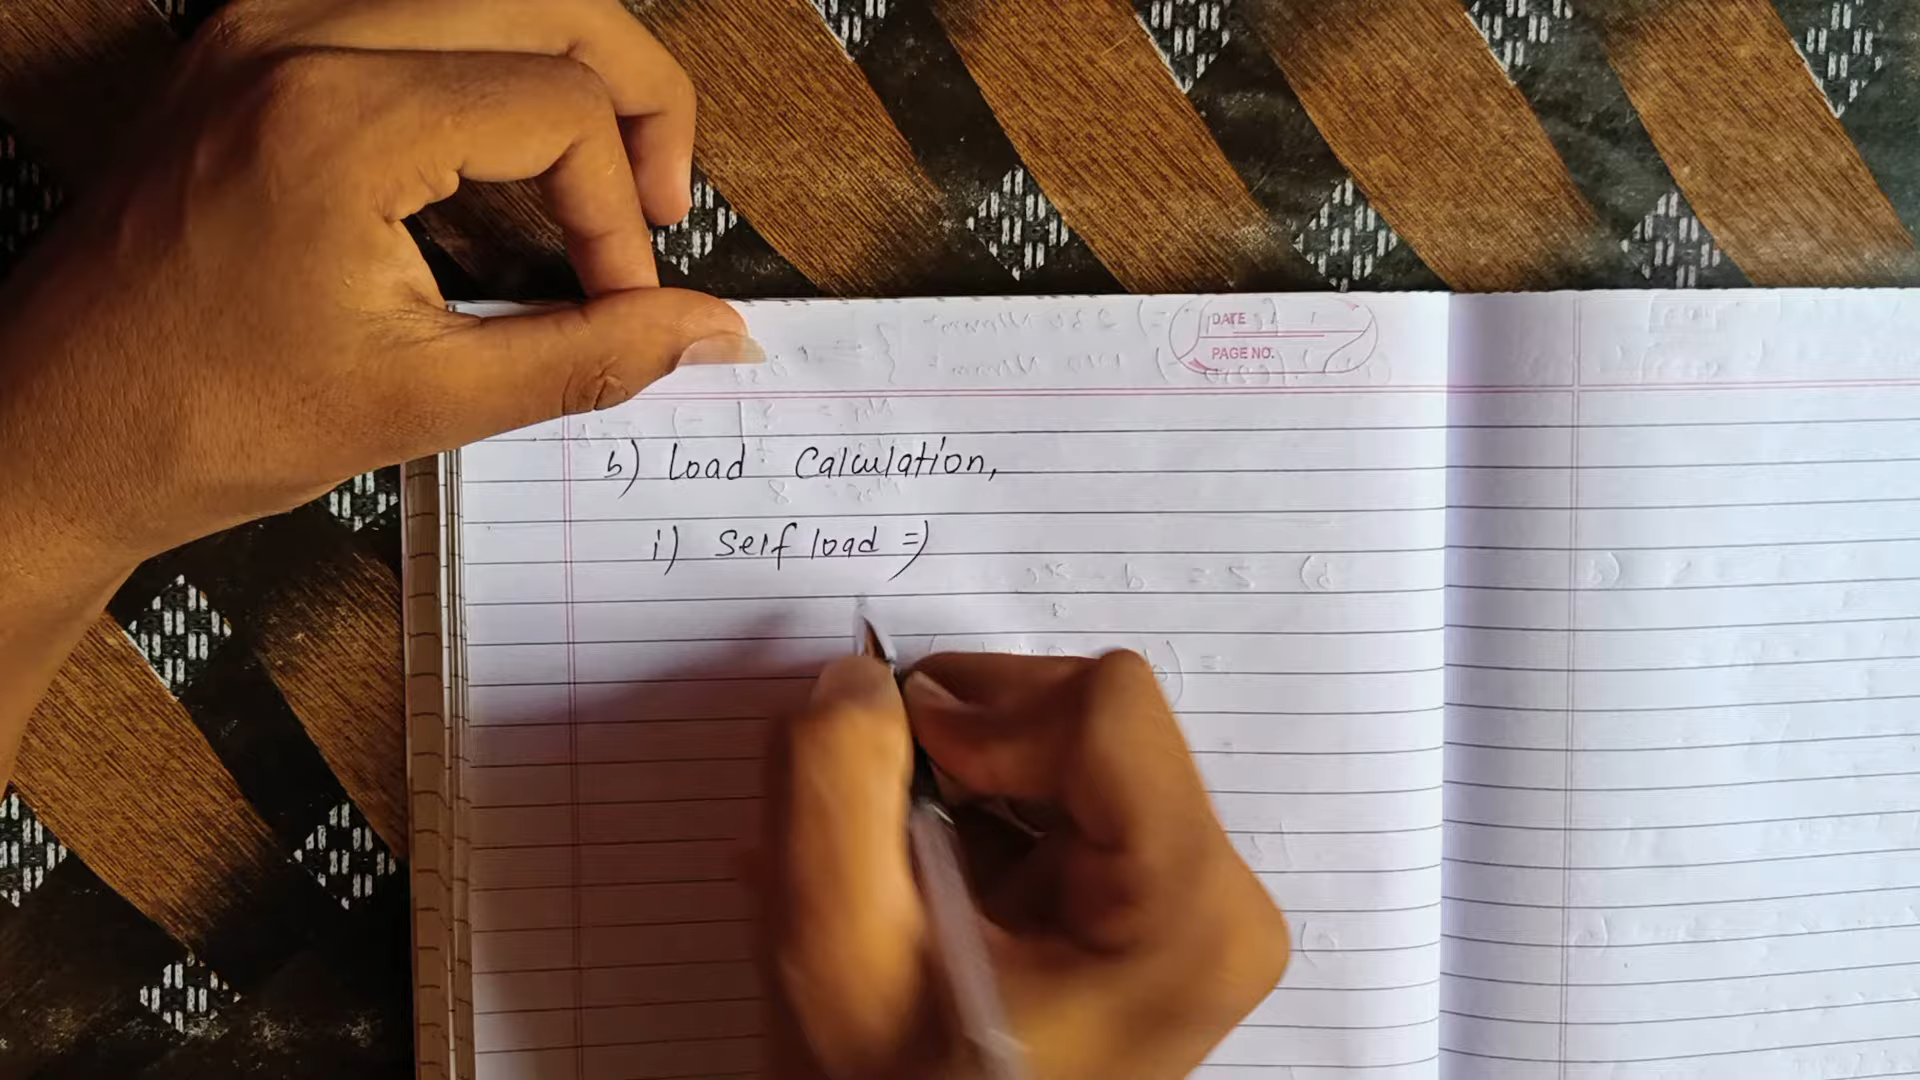 DATE
PAGE NO.
b) Load Calculation,
i) Self load =)